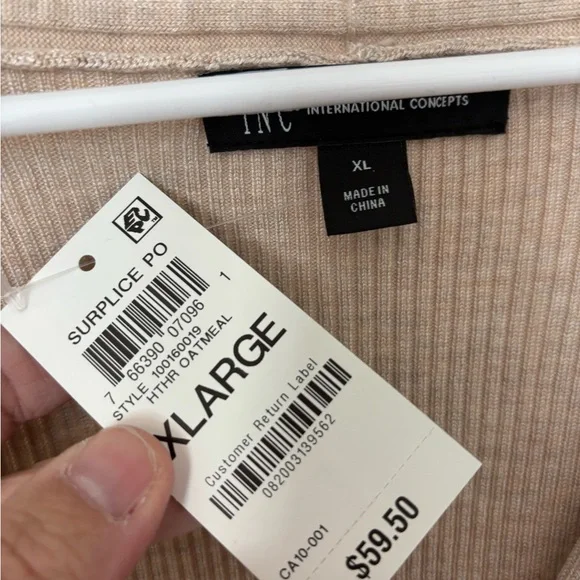 INC INTERNATIONAL CONCEPTS
XL
MADE IN
CHINA
EPC
SURPLICE PO
7 66390 07096 1
STYLE 100160019
HTHR OATMEAL
XLARGE
Customer Return Label
082003139562
CA10-001
$59.50